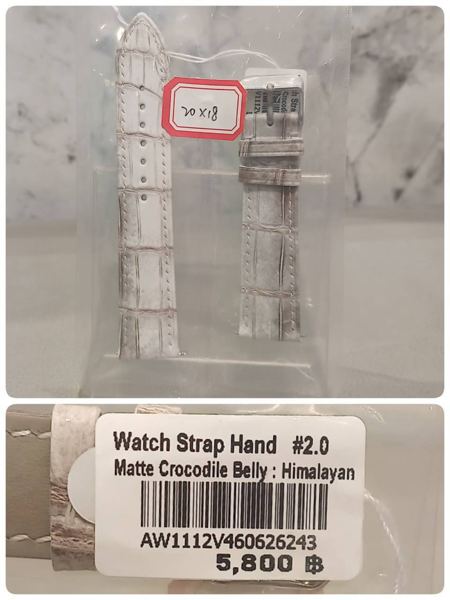 20x18
Watch Strap Hand #2.0
Matte Crocodile Belly : Himalayan
AW1112V460626243
5,800 ฿